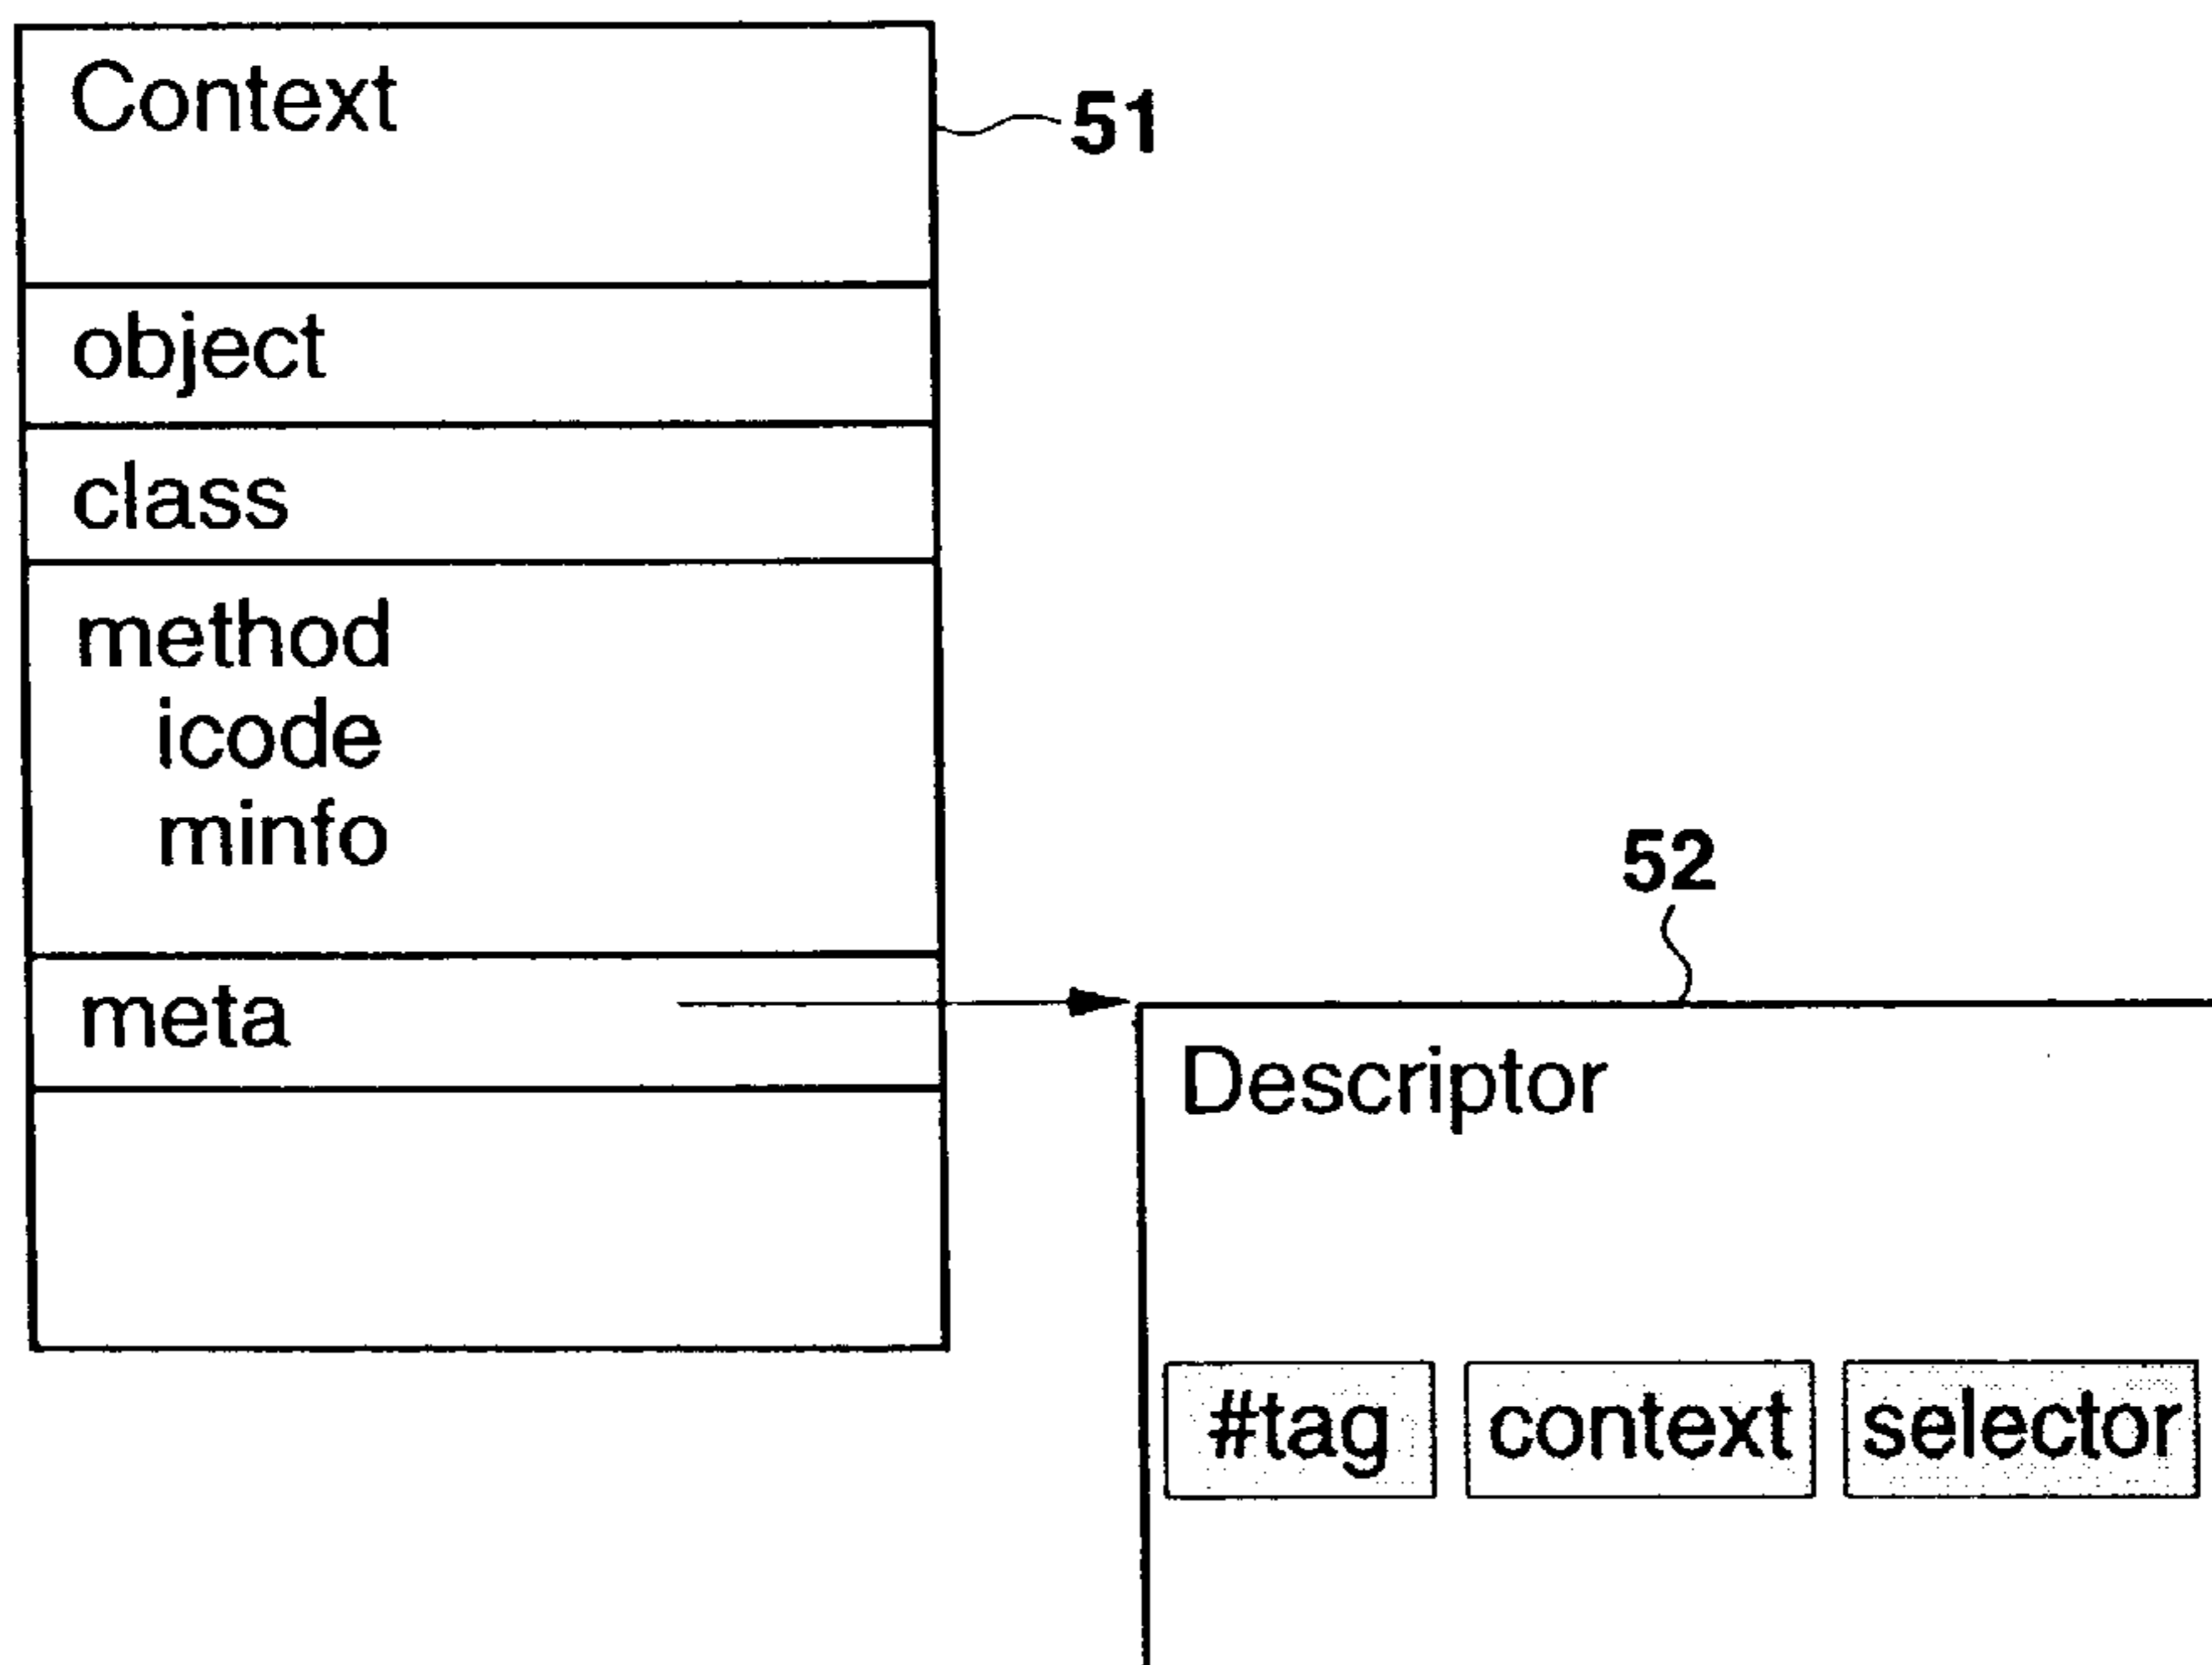 Context
51
object
class
method
icode
minfo
52
meta
Descriptor
#tag context selector